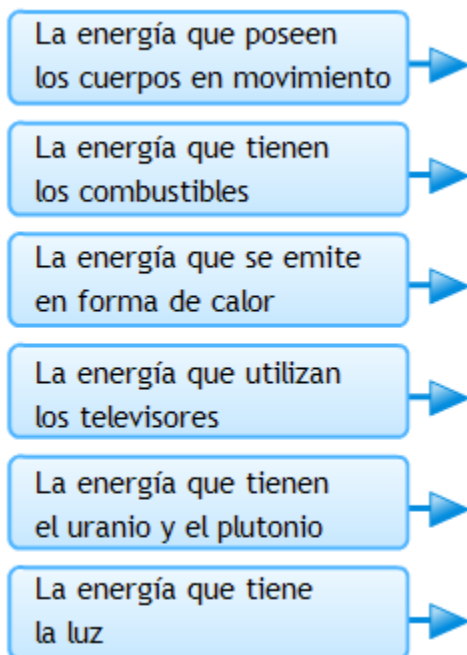 La energía que poseen
los cuerpos en movimiento
La energía que tienen
los combustibles
La energía que se emite
en forma de calor
La energía que utilizan
los televisores
La energía que tienen
el uranio y el plutonio
La energía que tiene
la luz